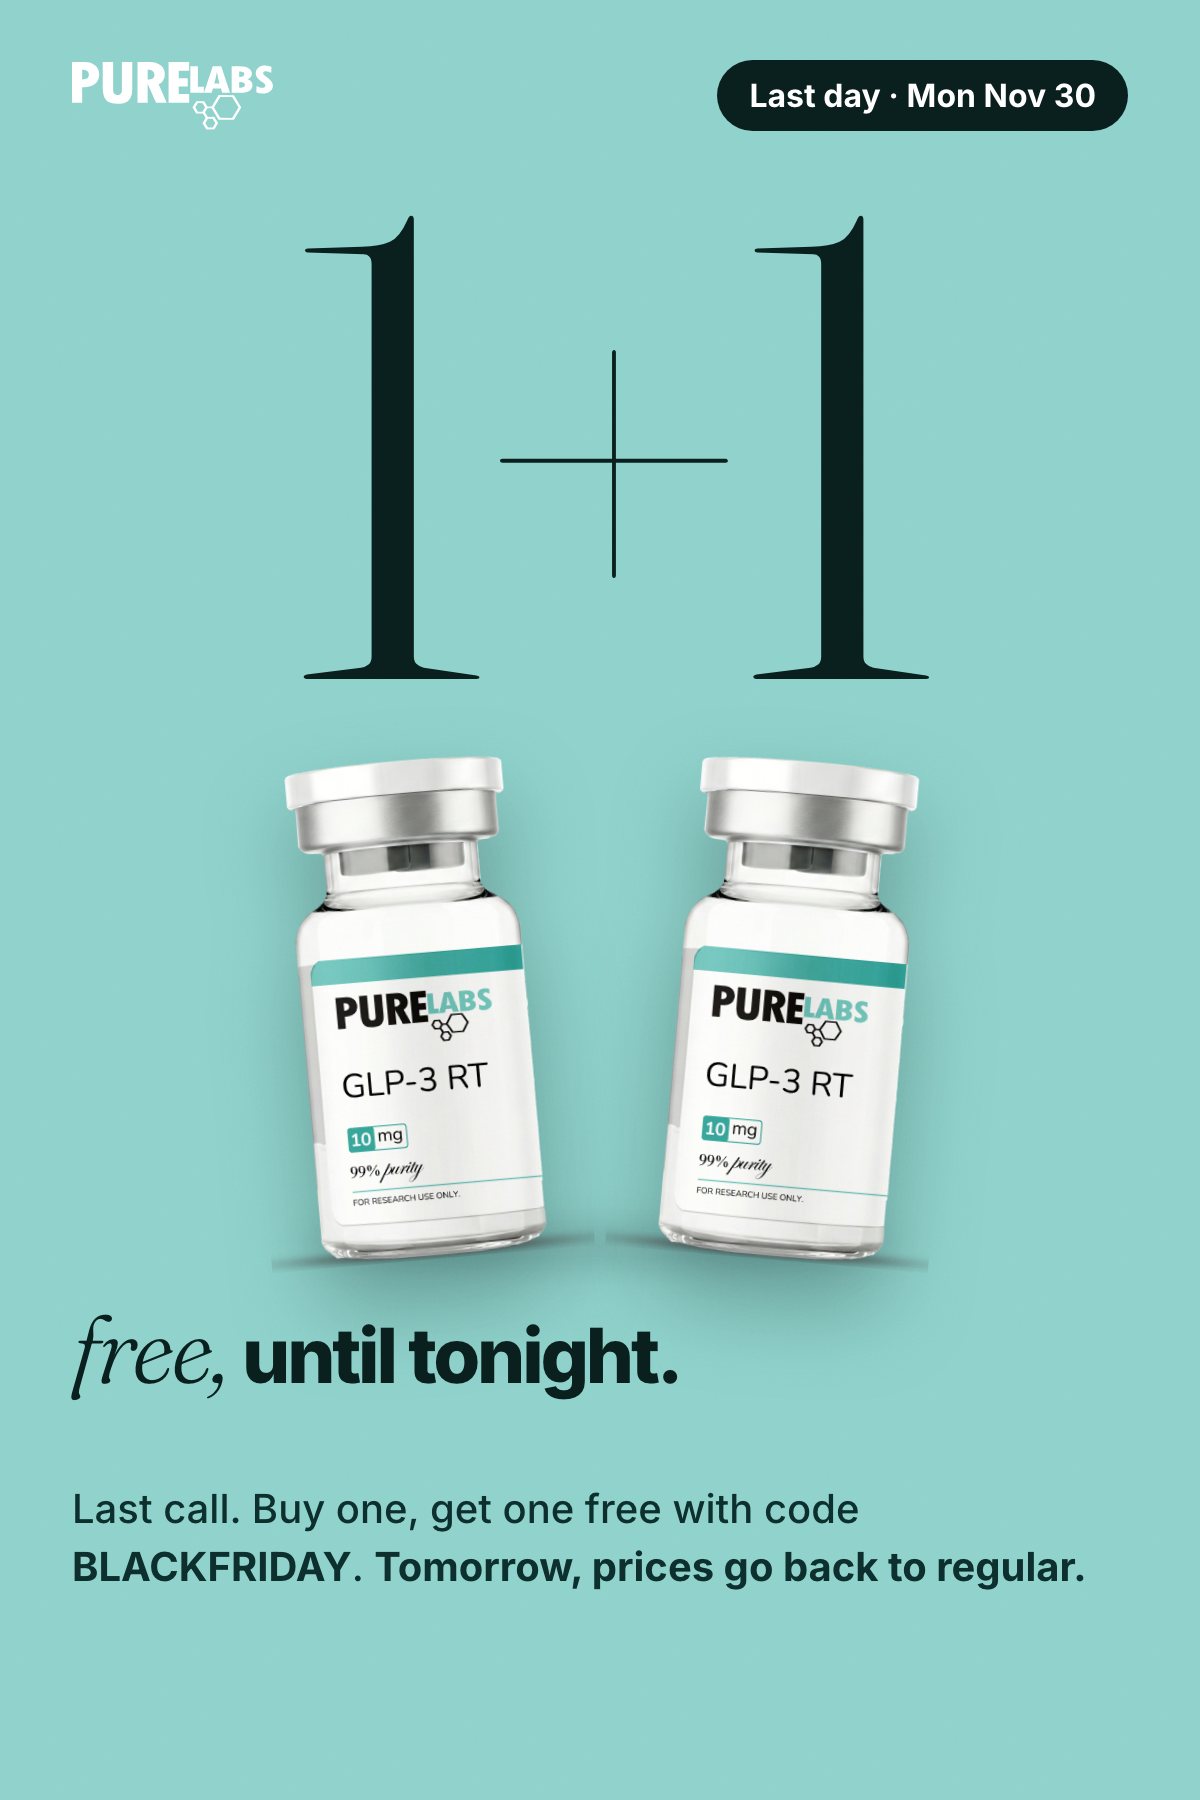 PURELABS
Last day · Mon Nov 30
1+1
PURELABS
GLP-3 RT
10 mg
99% purity
FOR RESEARCH USE ONLY.
PURELABS
GLP-3 RT
10 mg
99% purity
FOR RESEARCH USE ONLY.
free, until tonight.
Last call. Buy one, get one free with code
BLACKFRIDAY. Tomorrow, prices go back to regular.